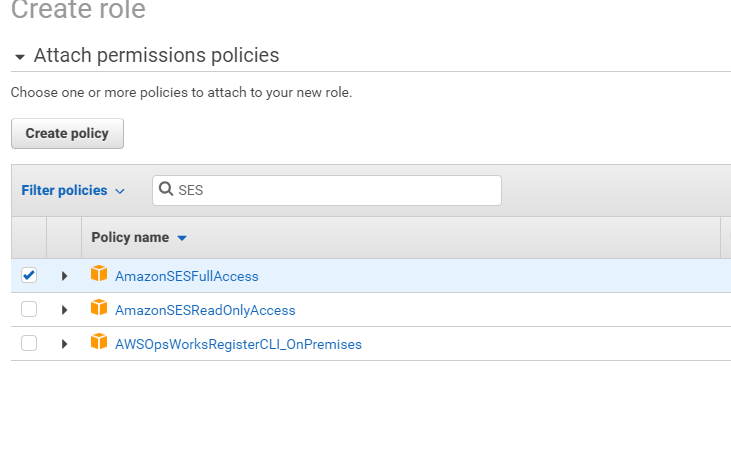 Create role
Attach permissions policies
Choose one or more policies to attach to your new role.
Create policy
Filter policies
SES
Policy name
AmazonSESFullAccess
AmazonSESReadOnlyAccess
AWSOpsWorksRegisterCLI_OnPremises